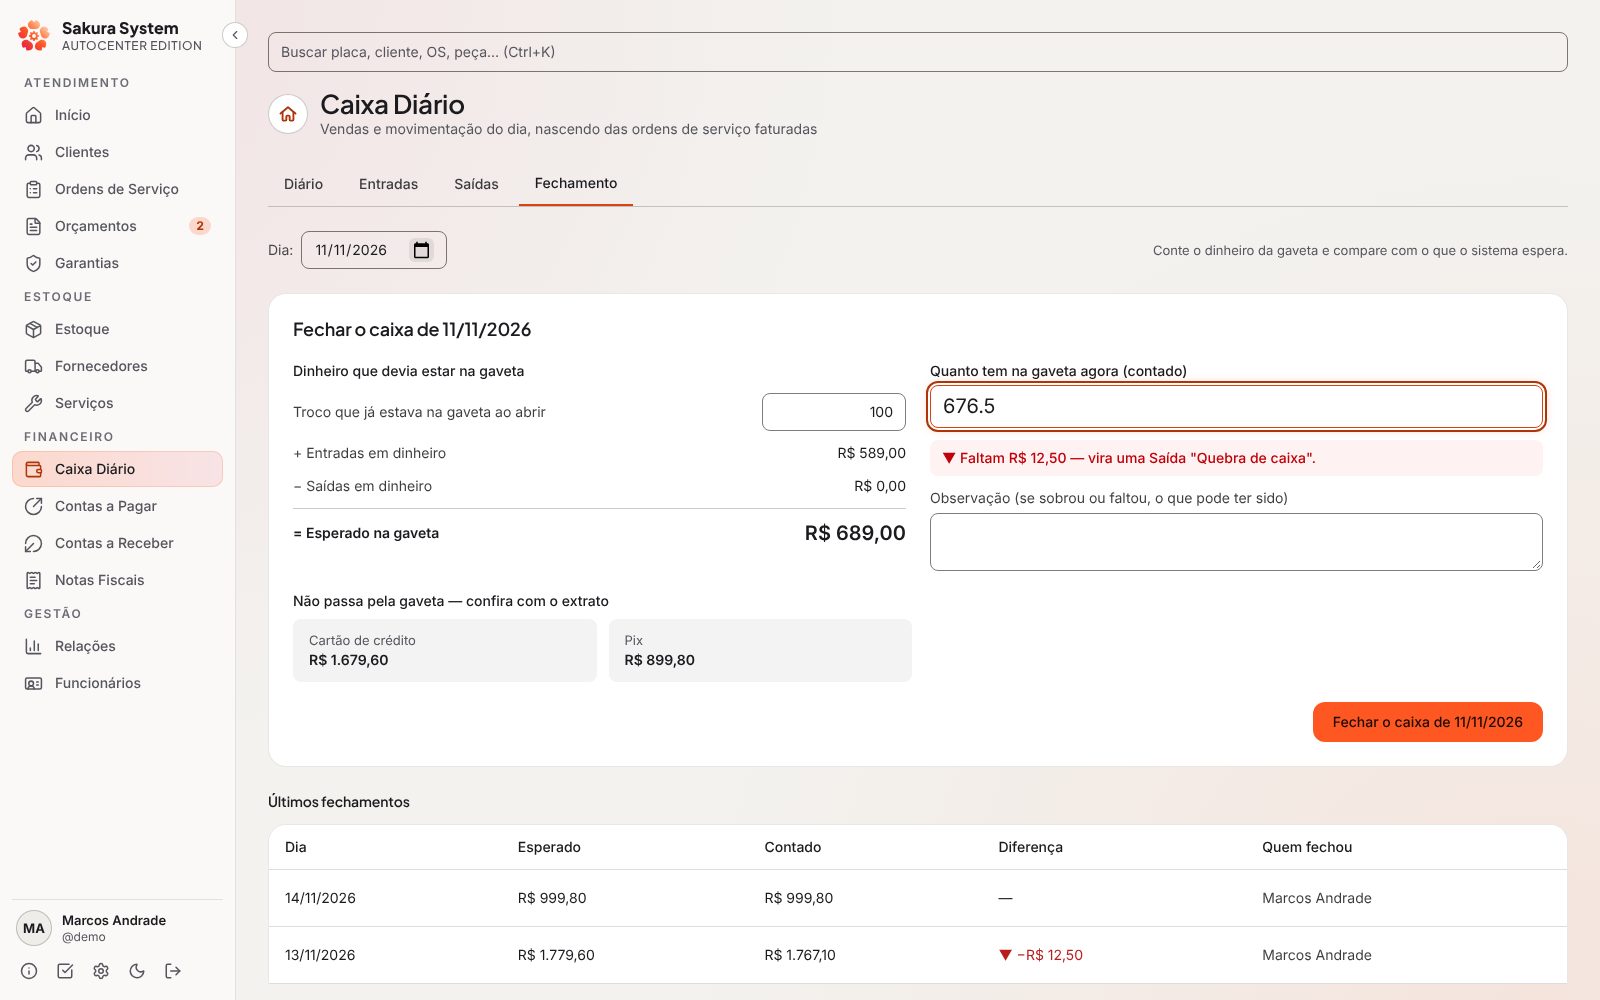 Sakura System
AUTOCENTER EDITION
ATENDIMENTO
Início
Clientes
Ordens de Serviço
Orçamentos 2
Garantias
ESTOQUE
Estoque
Fornecedores
Serviços
FINANCEIRO
Caixa Diário
Contas a Pagar
Contas a Receber
Notas Fiscais
GESTÃO
Relações
Funcionários
MA
Marcos Andrade
@demo
Buscar placa, cliente, OS, peça... (Ctrl+K)
Caixa Diário
Vendas e movimentação do dia, nascendo das ordens de serviço faturadas
Diário Entradas Saídas Fechamento
Dia: 11/11/2026
Conte o dinheiro da gaveta e compare com o que o sistema espera.
Fechar o caixa de 11/11/2026
Dinheiro que devia estar na gaveta
Troco que já estava na gaveta ao abrir 100
+ Entradas em dinheiro R$ 589,00
− Saídas em dinheiro R$ 0,00
= Esperado na gaveta R$ 689,00
Quanto tem na gaveta agora (contado)
676.5
▼ Faltam R$ 12,50 — vira uma Saída "Quebra de caixa".
Observação (se sobrou ou faltou, o que pode ter sido)
Não passa pela gaveta — confira com o extrato
Cartão de crédito
R$ 1.679,60
Pix
R$ 899,80
Fechar o caixa de 11/11/2026
Últimos fechamentos
Dia Esperado Contado Diferença Quem fechou
14/11/2026 R$ 999,80 R$ 999,80 — Marcos Andrade
13/11/2026 R$ 1.779,60 R$ 1.767,10 ▼ −R$ 12,50 Marcos Andrade